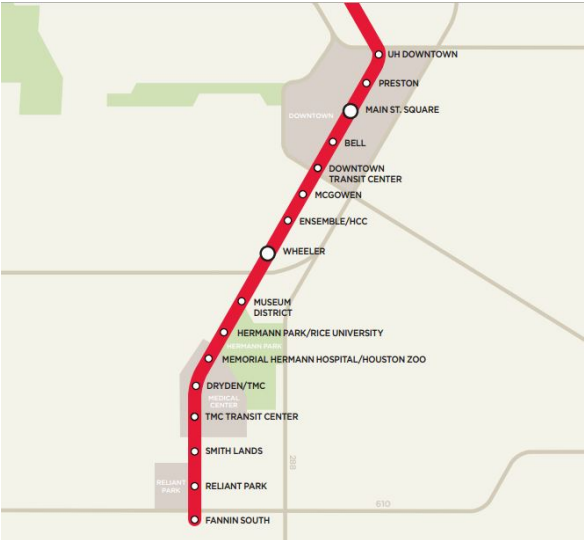 UH DOWNTOWN
PRESTON
MAIN ST. SQUARE
DOWNTOWN
BELL
DOWNTOWN
TRANSIT CENTER
MCGOWEN
ENSEMBLE/HCC
WHEELER
MUSEUM
DISTRICT
HERMANN PARK/RICE UNIVERSITY
HERMANN PARK
MEMORIAL HERMANN HOSPITAL/HOUSTON ZOO
DRYDEN/TMC
MEDICAL
CENTER
TMC TRANSIT CENTER
SMITH LANDS
288
RELIANT
PARK
RELIANT PARK
610
FANNIN SOUTH